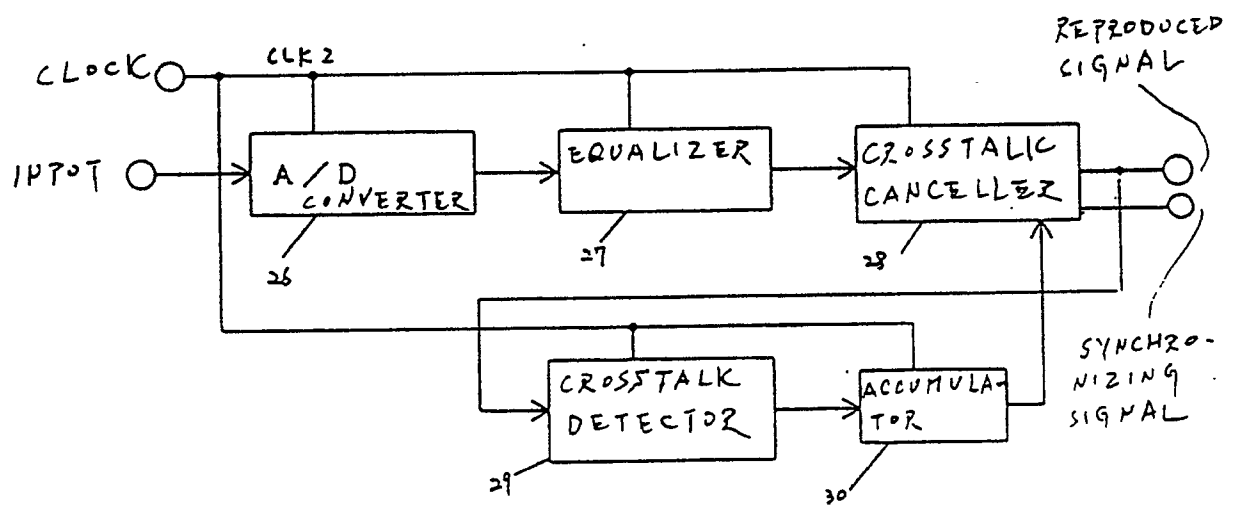 REPRODUCED
SIGNAL
CLOCK
CLK2
INPUT
A/D
CONVERTER
EQUALIZER
CROSSTALK
CANCELLER
26
27
28
CROSSTALK
DETECTOR
ACCUMULA-
TOR
SYNCHRO-
NIZING
SIGNAL
29
30